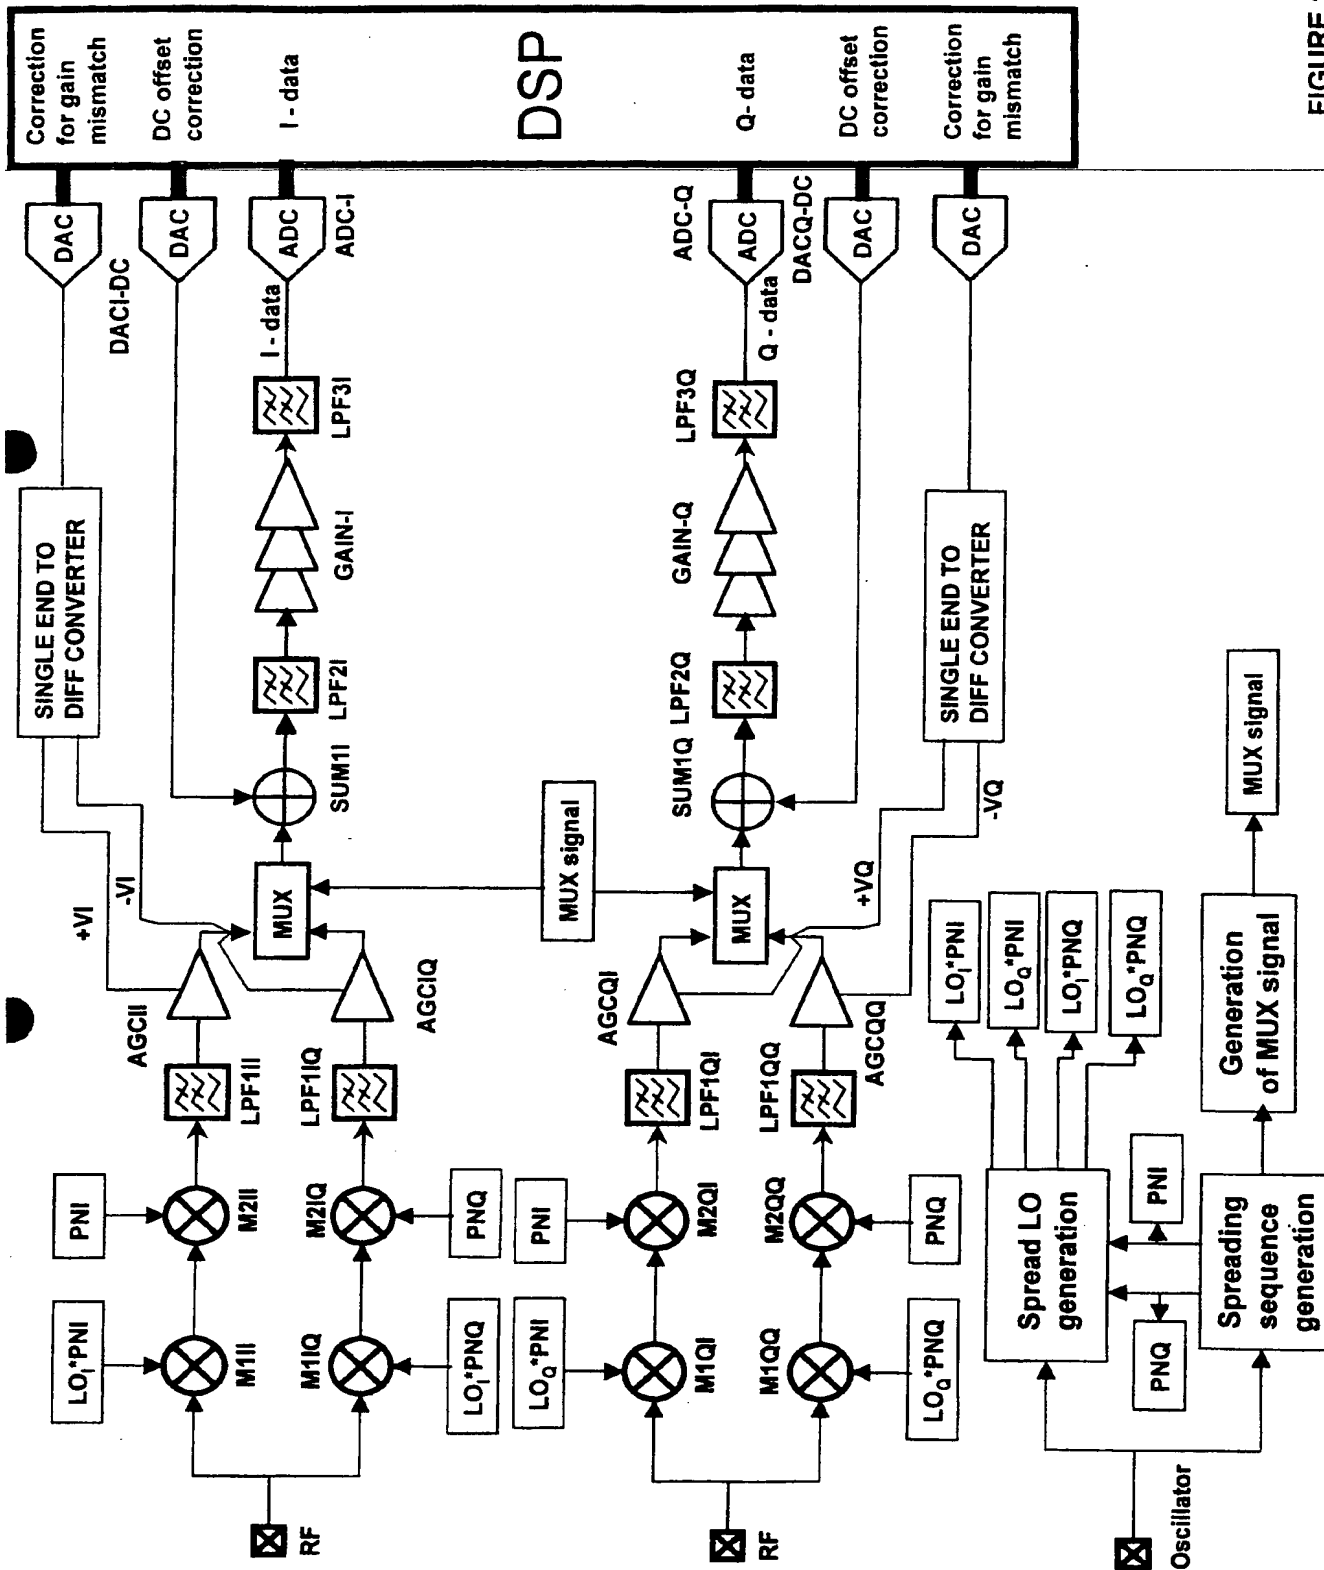 Correction
for gain
mismatch
DC offset
correction
I - data
DSP
Q- data
DC offset
correction
Correction
for gain
mismatch
DAC
DAC
ADC
ADC
DAC
DAC
DACI-DC
ADC-I
ADC-Q
DACQ-DC
I - data
Q - data
LPF3I
LPF3Q
SINGLE END TO
DIFF CONVERTER
GAIN-I
GAIN-Q
SINGLE END TO
DIFF CONVERTER
LPF2I
LPF2Q
SUM1I
SUM1Q
+VI
-VI
MUX
MUX signal
MUX
+VQ
-VQ
MUX signal
AGCII
AGCIQ
AGCQI
AGCQQ
LPF1II
LPF1IQ
LPF1QI
LPF1QQ
LOI*PNI
LOQ*PNI
LOI*PNQ
LOQ*PNQ
Generation
of MUX signal
PNI
M2II
M2IQ
PNQ
PNI
M2QI
M2QQ
PNQ
Spread LO
generation
PNI
PNQ
Spreading
sequence
generation
LOI*PNI
M1II
M1IQ
LOI*PNQ
LOQ*PNI
M1QI
M1QQ
LOQ*PNQ
RF
RF
Oscillator